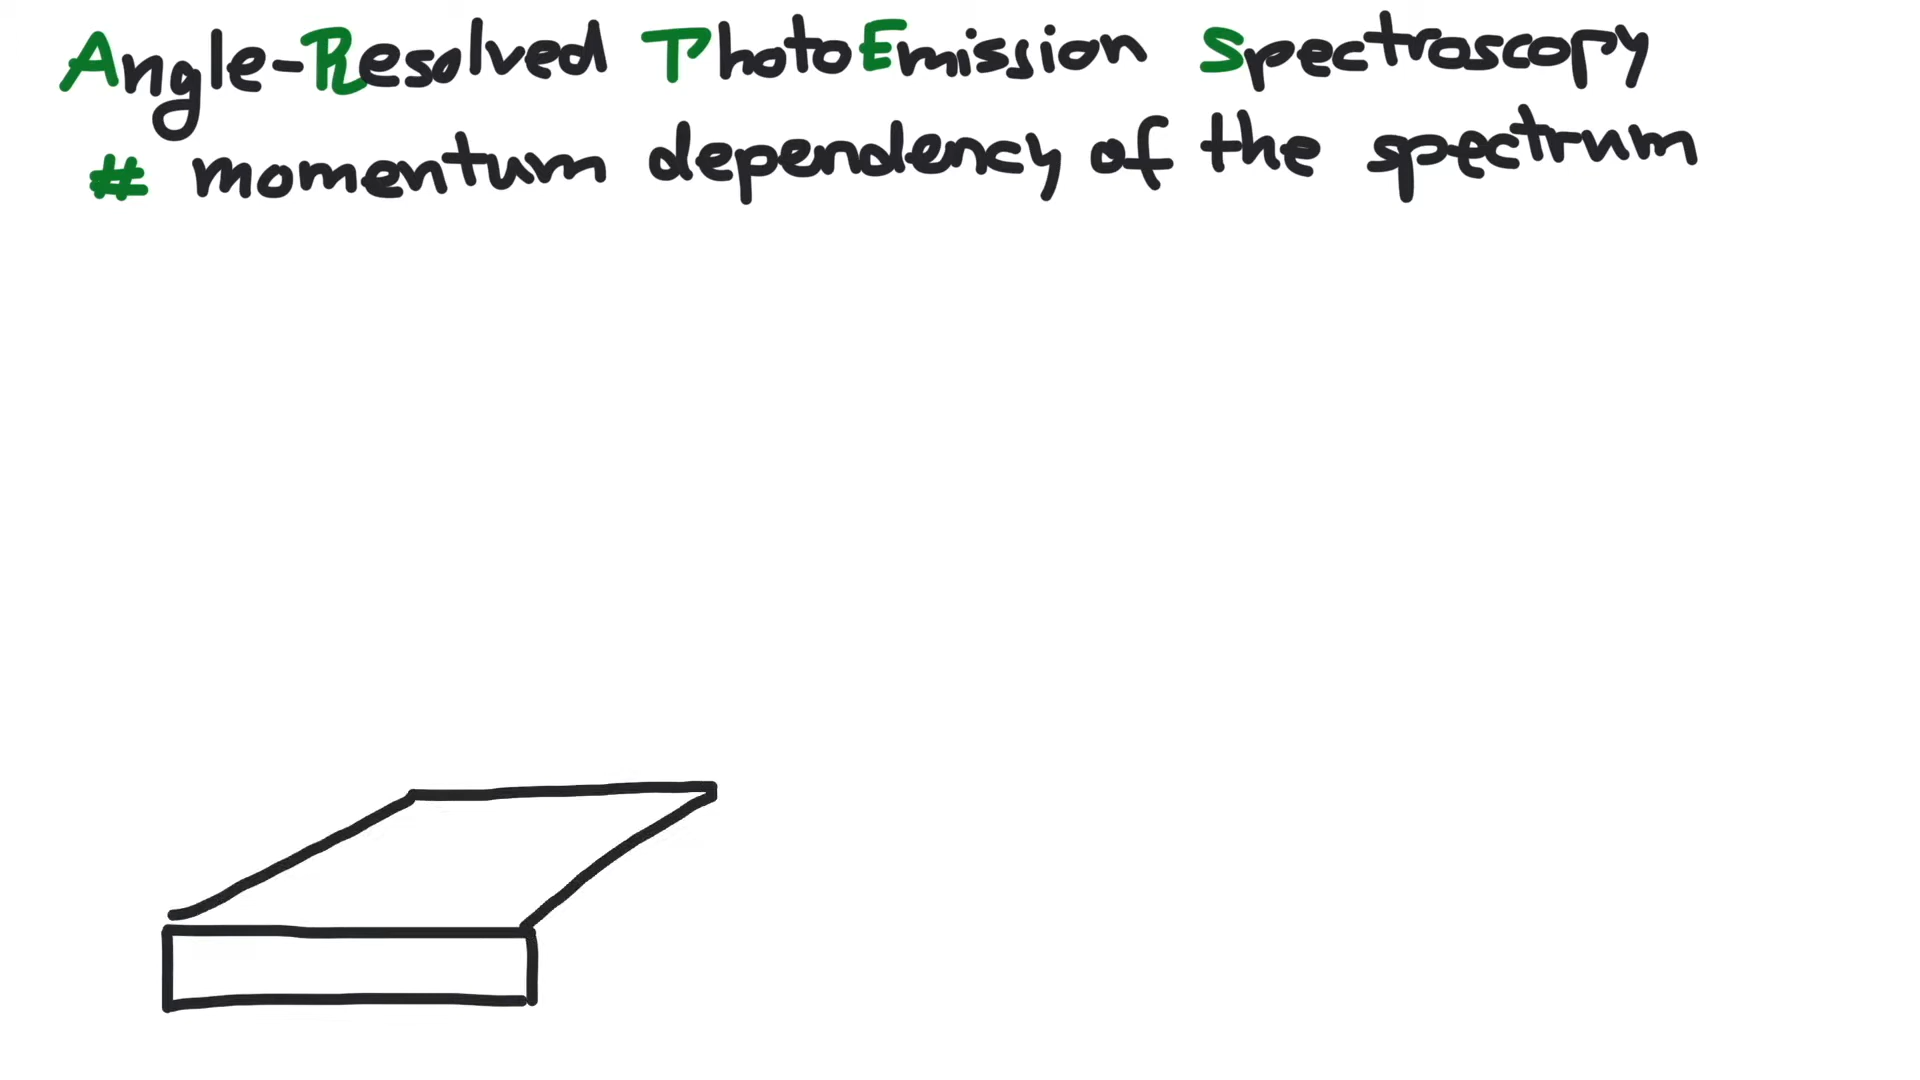 Angle-Resolved PhotoEmission Spectroscopy
# momentum dependency of the spectrum